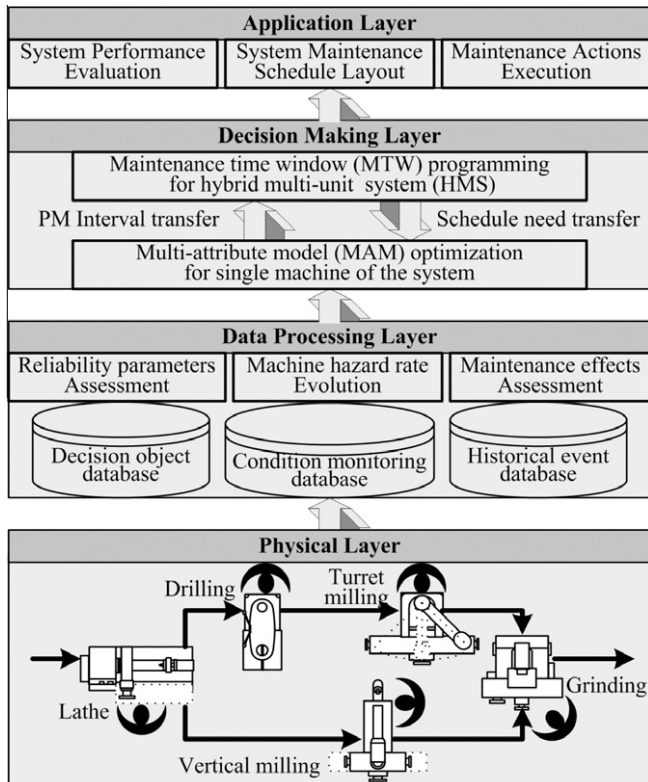 Application Layer
System Performance
Evaluation
System Maintenance
Schedule Layout
Maintenance Actions
Execution
Decision Making Layer
Maintenance time window (MTW) programming
for hybrid multi-unit system (HMS)
PM Interval transfer
Schedule need transfer
Multi-attribute model (MAM) optimization
for single machine of the system
Data Processing Layer
Reliability parameters
Assessment
Machine hazard rate
Evolution
Maintenance effects
Assessment
Decision object
database
Condition monitoring
database
Historical event
database
Physical Layer
Drilling
Turret
milling
Lathe
Grinding
Vertical milling